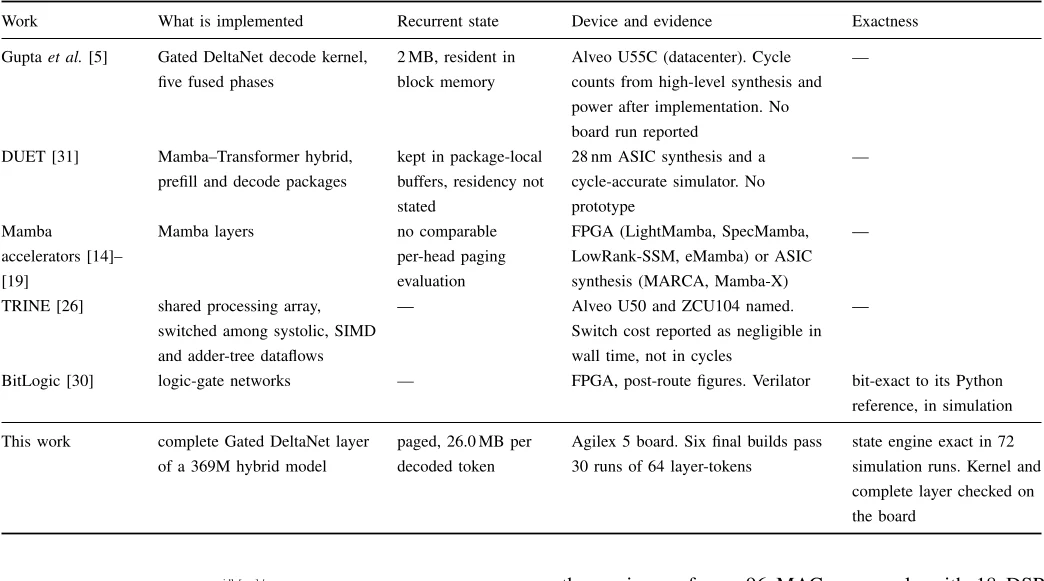 Work What is implemented Recurrent state Device and evidence Exactness
Gupta et al. [5] Gated DeltaNet decode kernel, 2 MB, resident in Alveo U55C (datacenter). Cycle —
five fused phases block memory counts from high-level synthesis and
power after implementation. No
board run reported
DUET [31] Mamba–Transformer hybrid, kept in package-local 28 nm ASIC synthesis and a —
prefill and decode packages buffers, residency not cycle-accurate simulator. No
stated prototype
Mamba Mamba layers no comparable FPGA (LightMamba, SpecMamba, —
accelerators [14]– per-head paging LowRank-SSM, eMamba) or ASIC
[19] evaluation synthesis (MARCA, Mamba-X)
TRINE [26] shared processing array, — Alveo U50 and ZCU104 named. —
switched among systolic, SIMD Switch cost reported as negligible in
and adder-tree dataflows wall time, not in cycles
BitLogic [30] logic-gate networks — FPGA, post-route figures. Verilator bit-exact to its Python
reference, in simulation
This work complete Gated DeltaNet layer paged, 26.0 MB per Agilex 5 board. Six final builds pass state engine exact in 72
of a 369M hybrid model decoded token 30 runs of 64 layer-tokens simulation runs. Kernel and
complete layer checked on
the board